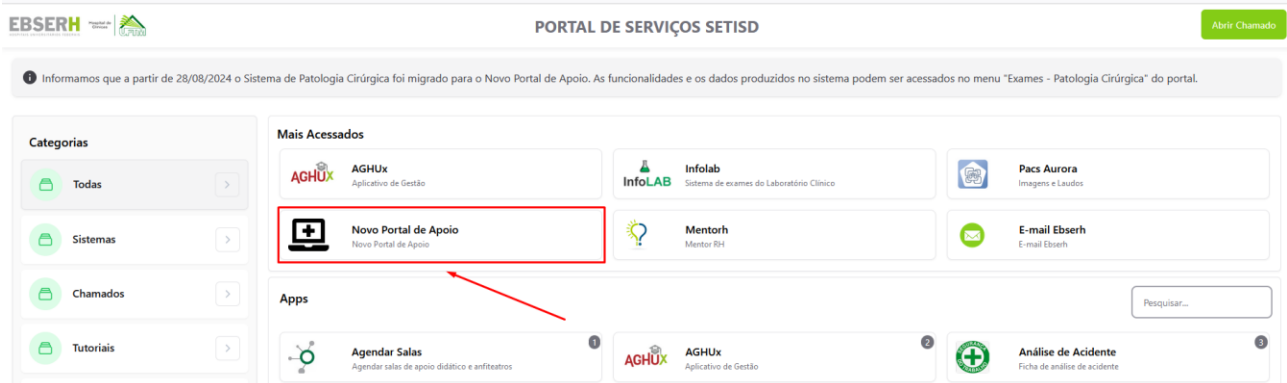 EBSERH
Hospital de
Clínicas
UFTM
PORTAL DE SERVIÇOS SETISD
Abrir Chamado
Informamos que a partir de 28/08/2024 o Sistema de Patologia Cirúrgica foi migrado para o Novo Portal de Apoio. As funcionalidades e os dados produzidos no sistema podem ser acessados no menu "Exames - Patologia Cirúrgica" do portal.
Categorias
Todas
Sistemas
Chamados
Tutoriais
Mais Acessados
AGHUx
AGHUx
Aplicativo de Gestão
InfoLAB
Infolab
Sistema de exames do Laboratório Clínico
Pacs Aurora
Imagens e Laudos
Novo Portal de Apoio
Novo Portal de Apoio
Mentorh
Mentor RH
E-mail Ebserh
E-mail Ebserh
Apps
Pesquisar...
Agendar Salas
Agendar salas de apoio didático e anfiteatros
1
AGHUx
AGHUx
Aplicativo de Gestão
2
Análise de Acidente
Ficha de análise de acidente
3